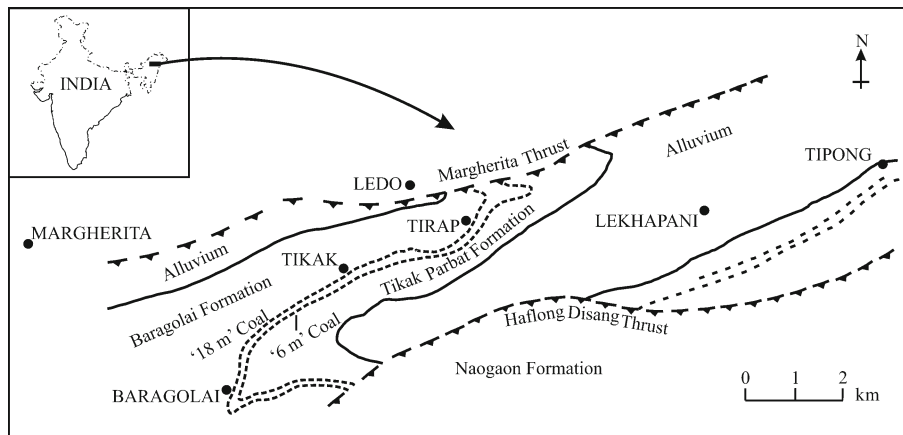 INDIA
N
Alluvium
Margherita Thrust
TIPONG
LEDO
MARGHERITA
TIRAP
LEKHAPANI
Alluvium
TIKAK
Tikak Parbat Formation
Baragolai Formation
Haflong Disang Thrust
'18 m' Coal
'6 m' Coal
Naogaon Formation
BARAGOLAI
0 1 2
km